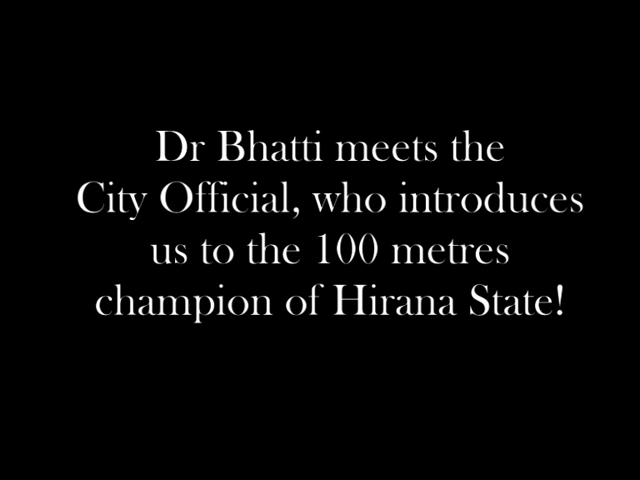 Dr Bhatti meets the
City Official, who introduces
us to the 100 metres
champion of Hirana State!